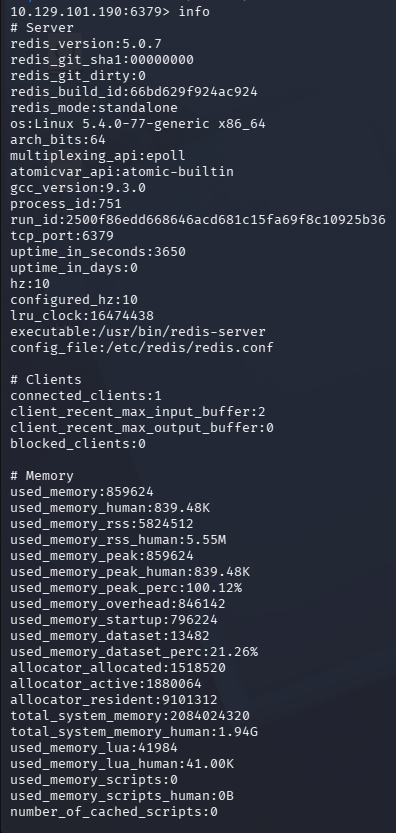 10.129.101.190:6379> info
# Server
redis_version:5.0.7
redis_git_sha1:00000000
redis_git_dirty:0
redis_build_id:66bd629f924ac924
redis_mode:standalone
os:Linux 5.4.0-77-generic x86_64
arch_bits:64
multiplexing_api:epoll
atomicvar_api:atomic-builtin
gcc_version:9.3.0
process_id:751
run_id:2500f86edd668646acd681c15fa69f8c10925b36
tcp_port:6379
uptime_in_seconds:3650
uptime_in_days:0
hz:10
configured_hz:10
lru_clock:16474438
executable:/usr/bin/redis-server
config_file:/etc/redis/redis.conf

# Clients
connected_clients:1
client_recent_max_input_buffer:2
client_recent_max_output_buffer:0
blocked_clients:0

# Memory
used_memory:859624
used_memory_human:839.48K
used_memory_rss:5824512
used_memory_rss_human:5.55M
used_memory_peak:859624
used_memory_peak_human:839.48K
used_memory_peak_perc:100.12%
used_memory_overhead:846142
used_memory_startup:796224
used_memory_dataset:13482
used_memory_dataset_perc:21.26%
allocator_allocated:1518520
allocator_active:1880064
allocator_resident:9101312
total_system_memory:2084024320
total_system_memory_human:1.94G
used_memory_lua:41984
used_memory_lua_human:41.00K
used_memory_scripts:0
used_memory_scripts_human:0B
number_of_cached_scripts:0